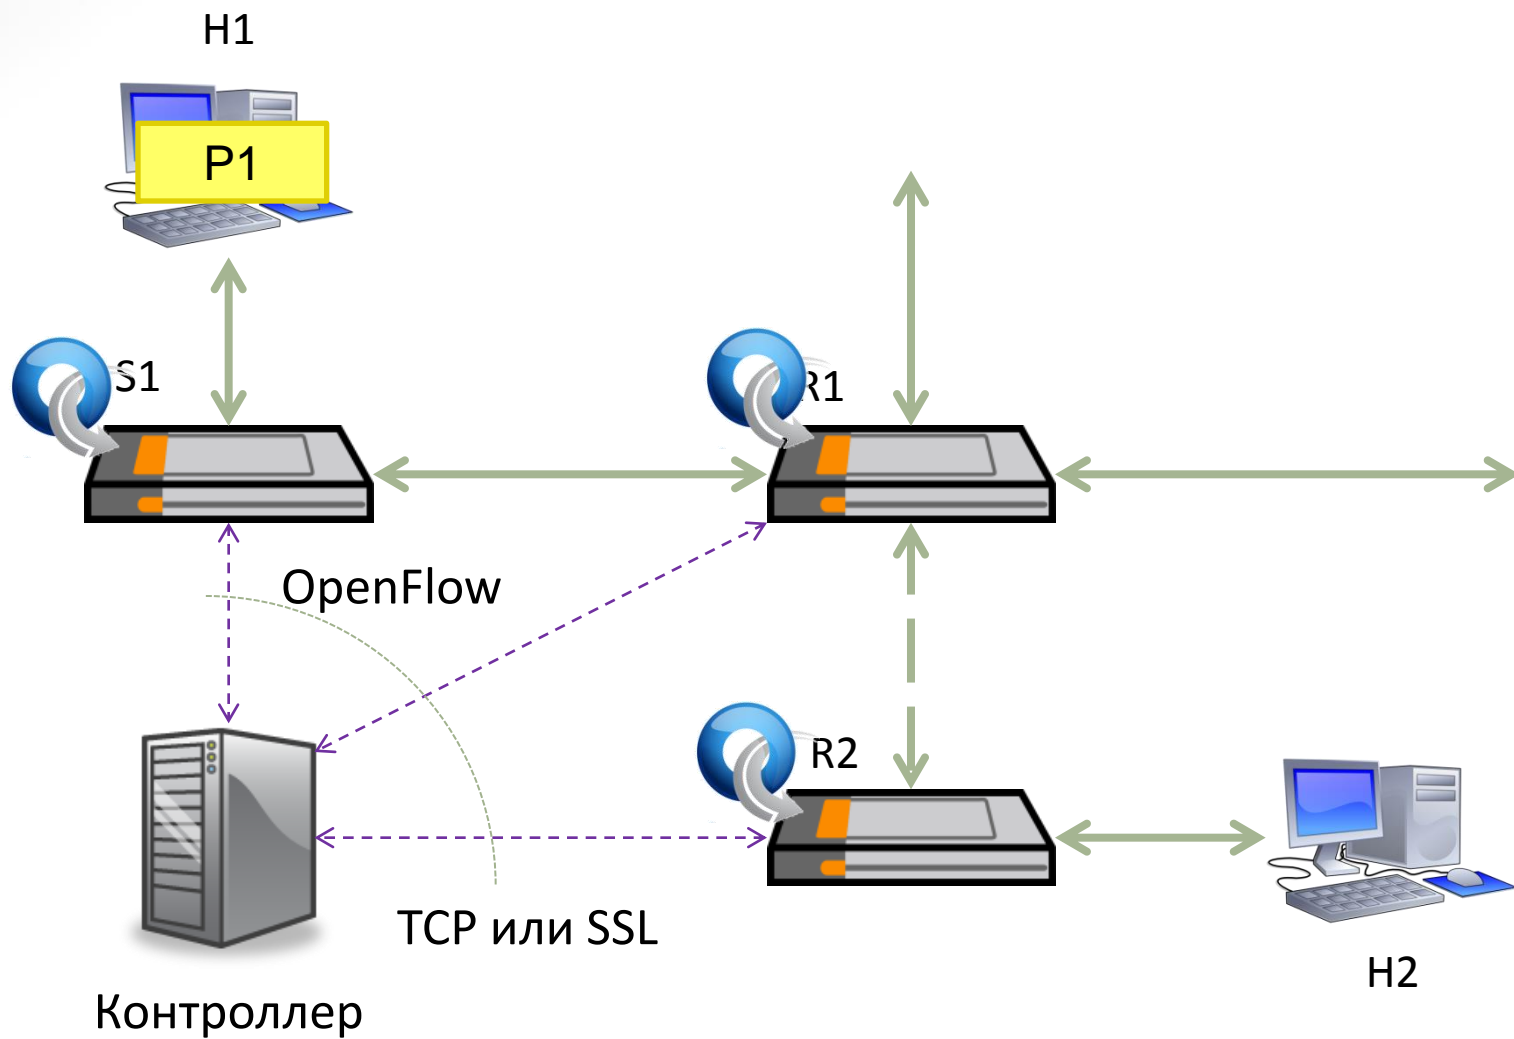 H1
P1
S1
R1
OpenFlow
R2
TCP или SSL
H2
Контроллер